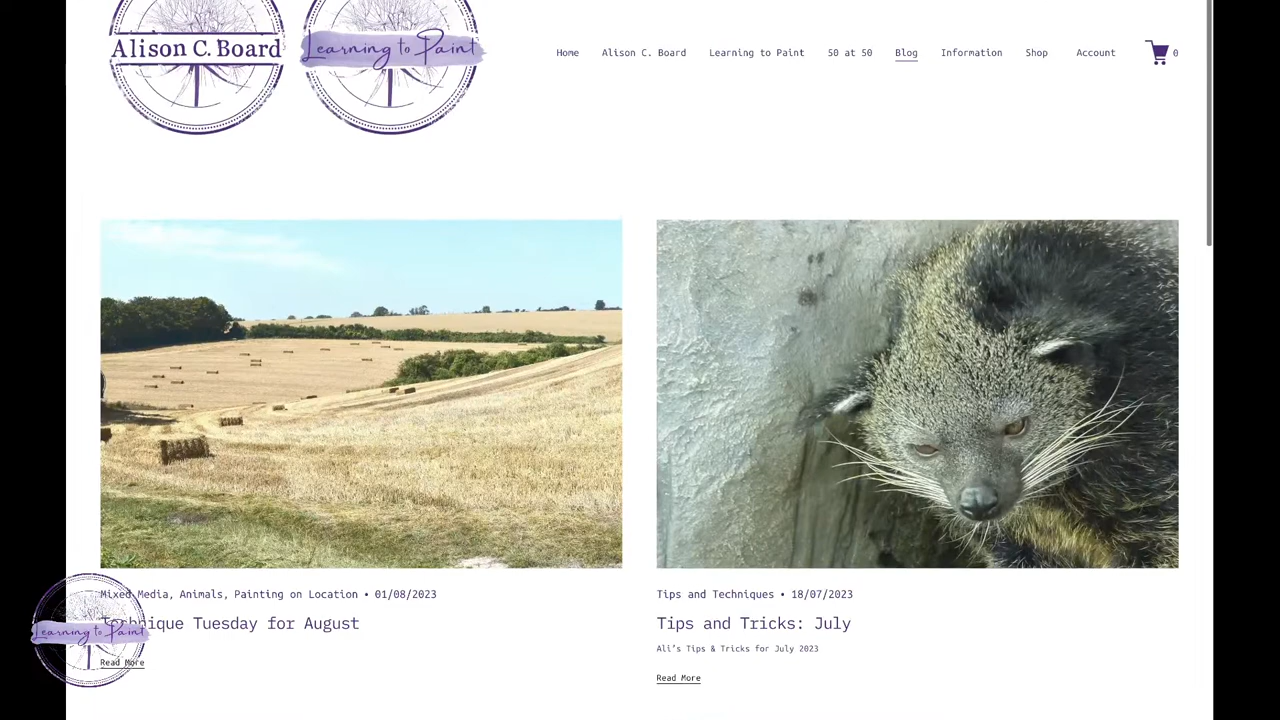 Alison C. Board
Learning to Paint
Home Alison C. Board Learning to Paint 50 at 50 Blog Information Shop Account 0
Mixed Media, Animals, Painting on Location • 01/08/2023
Technique Tuesday for August
Read More
Tips and Techniques • 18/07/2023
Tips and Tricks: July
Ali’s Tips & Tricks for July 2023
Read More
Learning to Paint